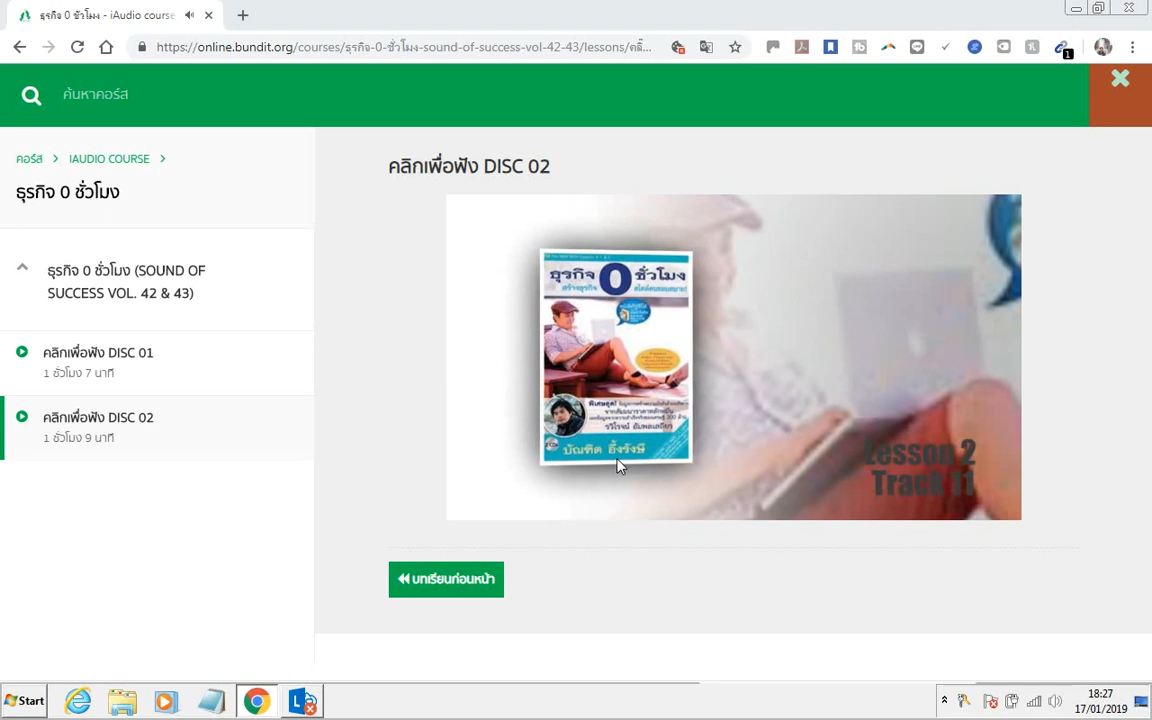 ธุรกิจ 0 ชั่วโมง - iAudio course
https://online.bundit.org/courses/ธุรกิจ-0-ชั่วโมง-sound-of-success-vol-42-43/lessons/คลิ๊...
1
ค้นหาคอร์ส
คอร์ส > IAUDIO COURSE >
ธุรกิจ 0 ชั่วโมง
ธุรกิจ 0 ชั่วโมง (SOUND OF
SUCCESS VOL. 42 & 43)
คลิกเพื่อฟัง DISC 01
1 ชั่วโมง 7 นาที
คลิกเพื่อฟัง DISC 02
1 ชั่วโมง 9 นาที
คลิกเพื่อฟัง DISC 02
ธุรกิจ 0 ชั่วโมง
บัณฑิต อึ้งรังษี
Lesson 2
Track 11
บทเรียนก่อนหน้า
Start
18:27
17/01/2019